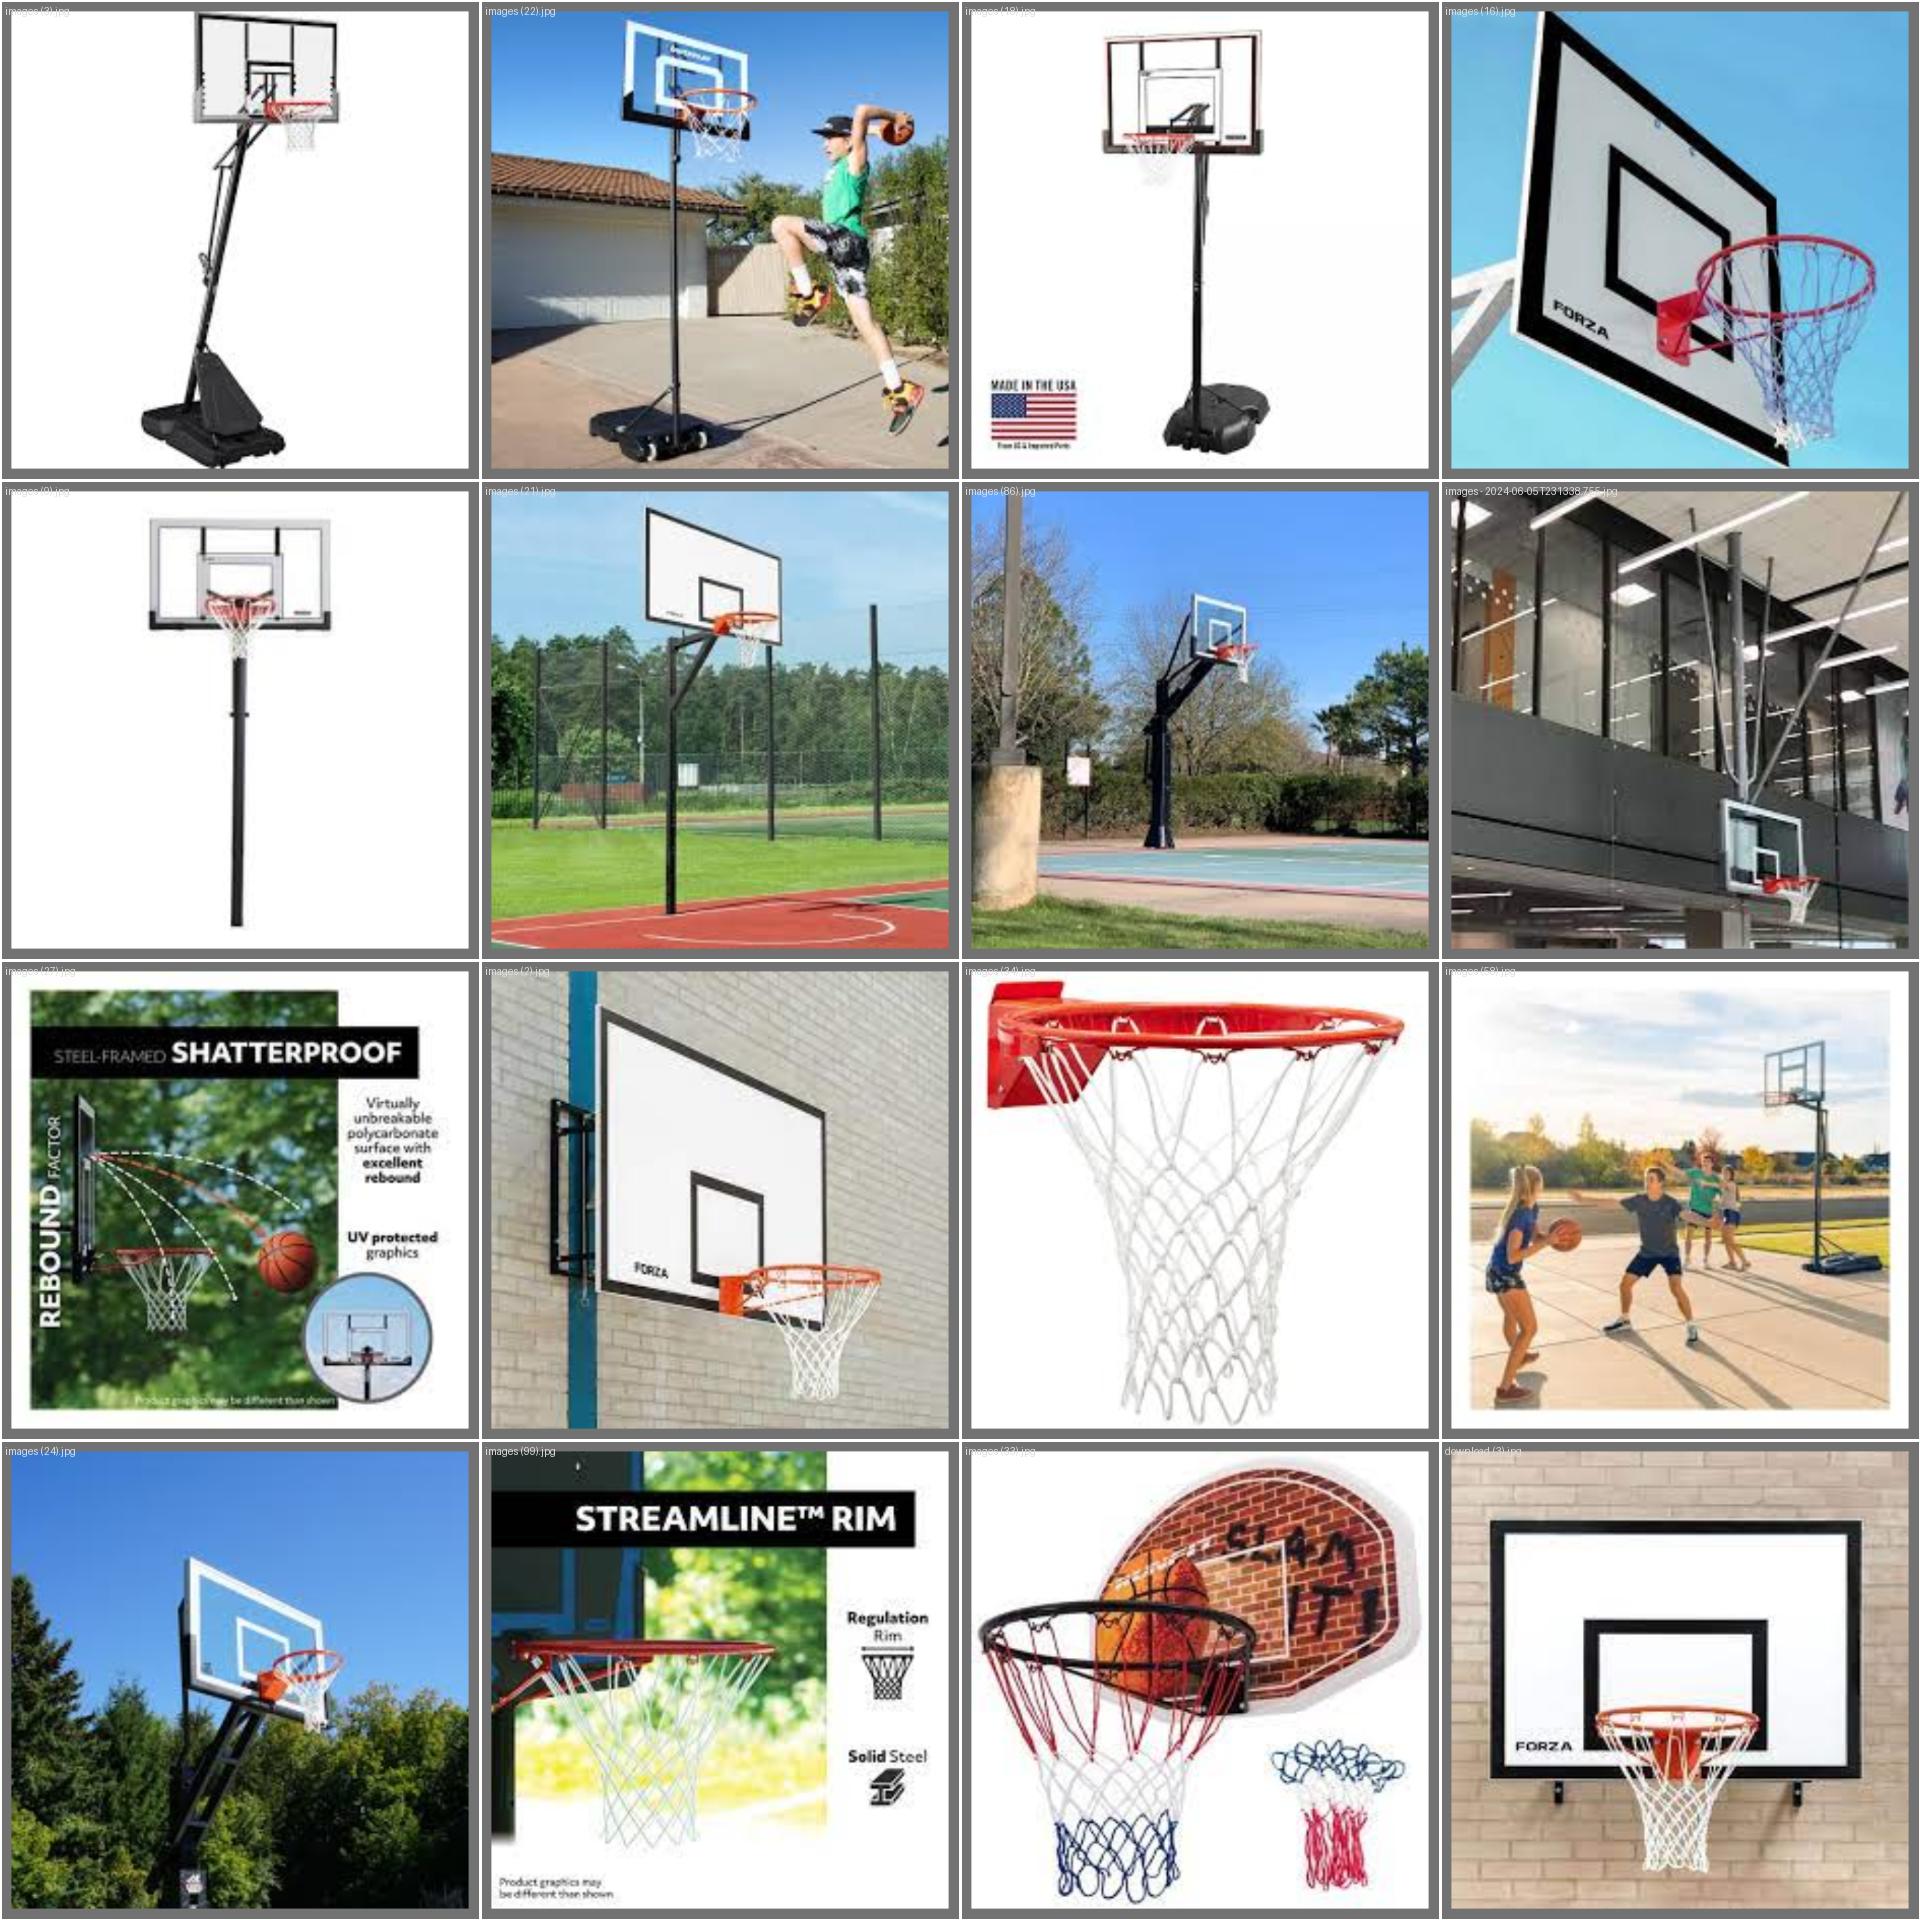 images (3).jpg
images (22).jpg
images (18).jpg
MADE IN THE USA
From US & Imported Parts
images (16).jpg
FORZA
images (9).jpg
images (21).jpg
images (86).jpg
images - 2024-06-05T231338.755.jpg
images (27).jpg
STEEL-FRAMED SHATTERPROOF
REBOUND FACTOR
Virtually
unbreakable
polycarbonate
surface with
excellent
rebound
UV protected
graphics
Product graphics may be different than shown
images (2).jpg
FORZA
images (34).jpg
images (58).jpg
images (24).jpg
images (99).jpg
STREAMLINE™ RIM
Regulation
Rim
Solid Steel
Product graphics may
be different than shown
images (33).jpg
SLAM
IT!
download (3).jpg
FORZA